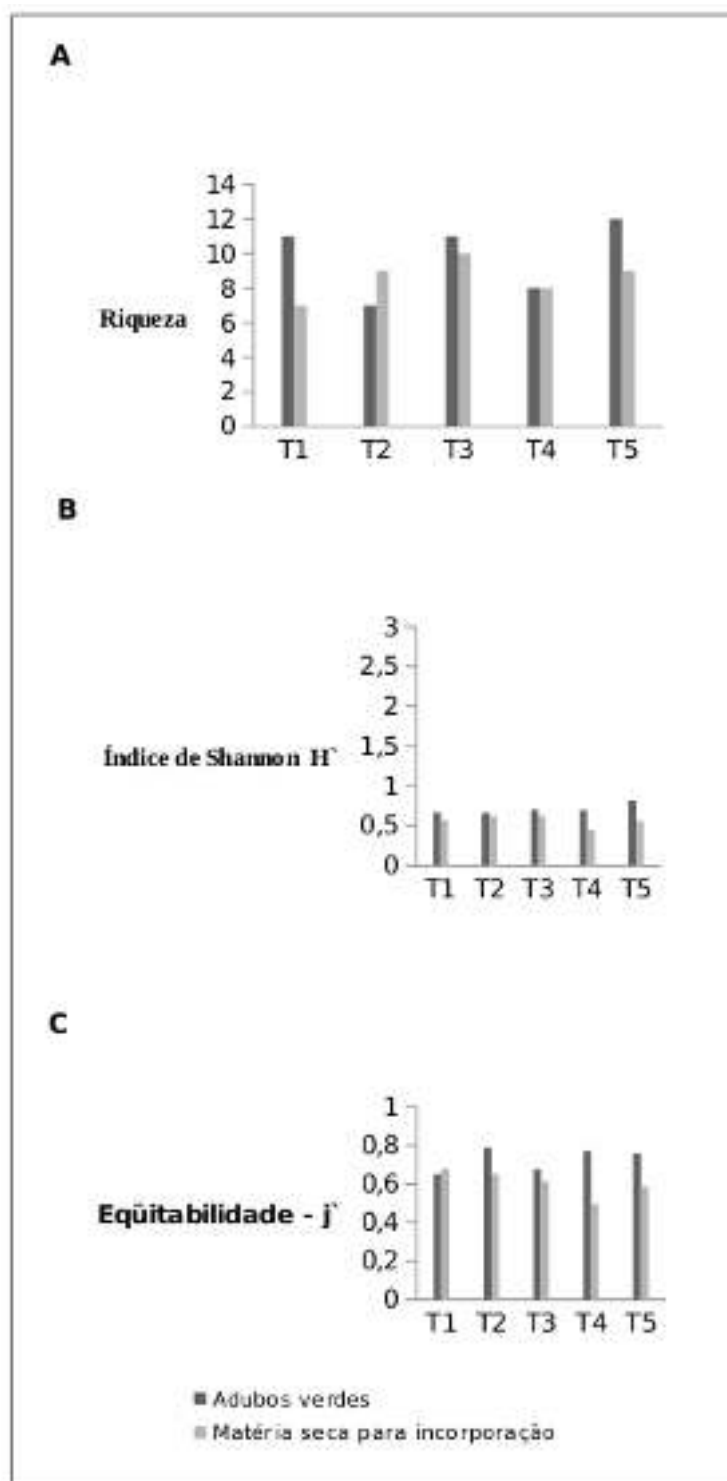 A
14
12
10
8
6
4
2
0
Riqueza
T1 T2 T3 T4 T5
B
3
2,5
2
1,5
1
0,5
0
Índice de Shannon H`
T1 T2 T3 T4 T5
C
1
0,8
0,6
0,4
0,2
0
Eqüitabilidade - j`
T1 T2 T3 T4 T5
Adubos verdes
Matéria seca para incorporação